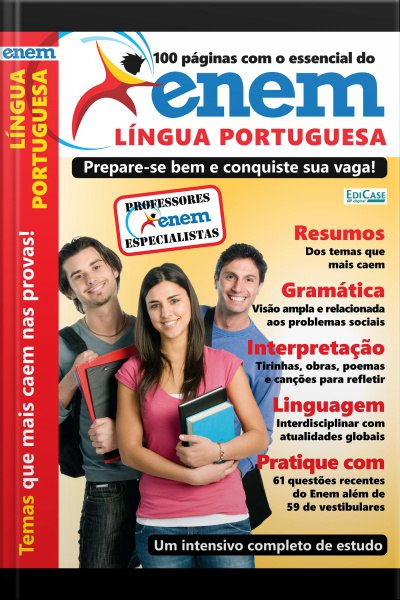 100 páginas com o essencial do
enem
LÍNGUA PORTUGUESA
Prepare-se bem e conquiste sua vaga!
EDICASE
digital
PROFESSORES
enem
ESPECIALISTAS
Resumos
Dos temas que
mais caem
Gramática
Visão ampla e relacionada
aos problemas sociais
Interpretação
Tirinhas, obras, poemas
e canções para refletir
Linguagem
Interdisciplinar com
atualidades globais
Pratique com
61 questões recentes
do Enem além de
59 de vestibulares
Um intensivo completo de estudo
enem
LÍNGUA
PORTUGUESA
Temas que mais caem nas provas!